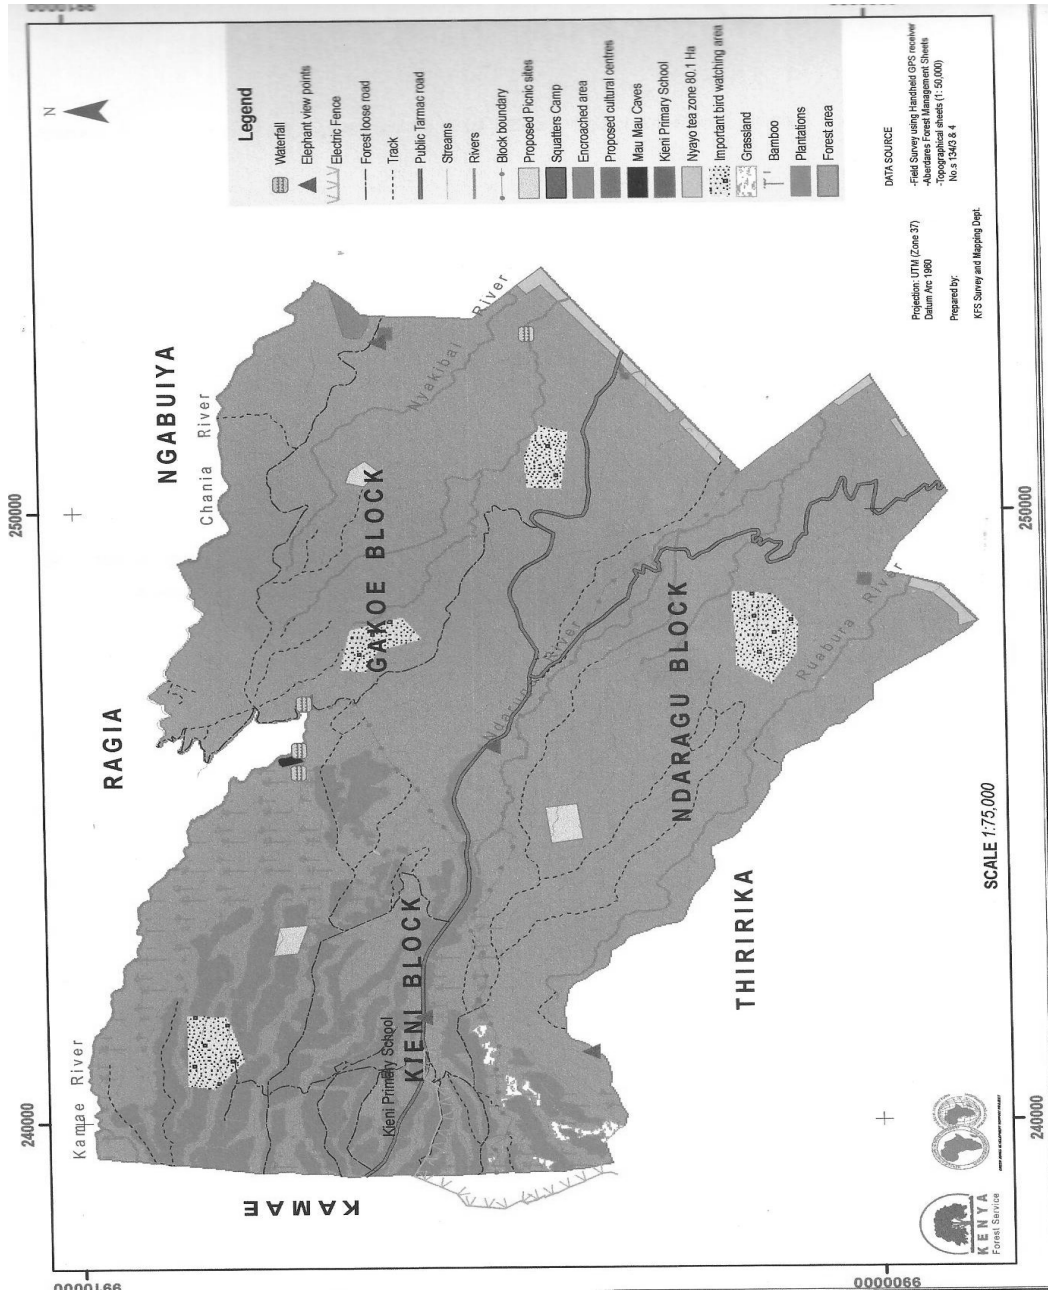 Legend
Waterfall
Elephant view points
Electric Fence
Forest loose road
Track
Public Tarmac road
Streams
Rivers
Block boundary
Proposed Picnic sites
Squatters Camp
Encroached area
Proposed cultural centres
Mau Mau Caves
Kieni Primary School
Nyayo tea zone 80.1 Ha
Important bird watching area
Grassland
Bamboo
Plantations
Forest area
DATA SOURCE
-Field Survey using Handheld GPS receiver
-Aberdares Forest Management Sheets
-Topographical sheets (1: 50,000)
No.s 134/3 & 4
Projection: UTM (Zone 37)
Datum Arc 1960
Prepared by:
KFS Survey and Mapping Dept.
N
240000
250000
Kamae River
RAGIA
NGABUIYA
Chania River
KAMAE
Kieni Primary School
KIENI BLOCK
GAKOE BLOCK
Nyakibai River
River
NDARAGU BLOCK
Ruabura River
THIRIRIKA
SCALE 1:75,000
KENYA
Forest Service
240000
250000
9910000
9900000